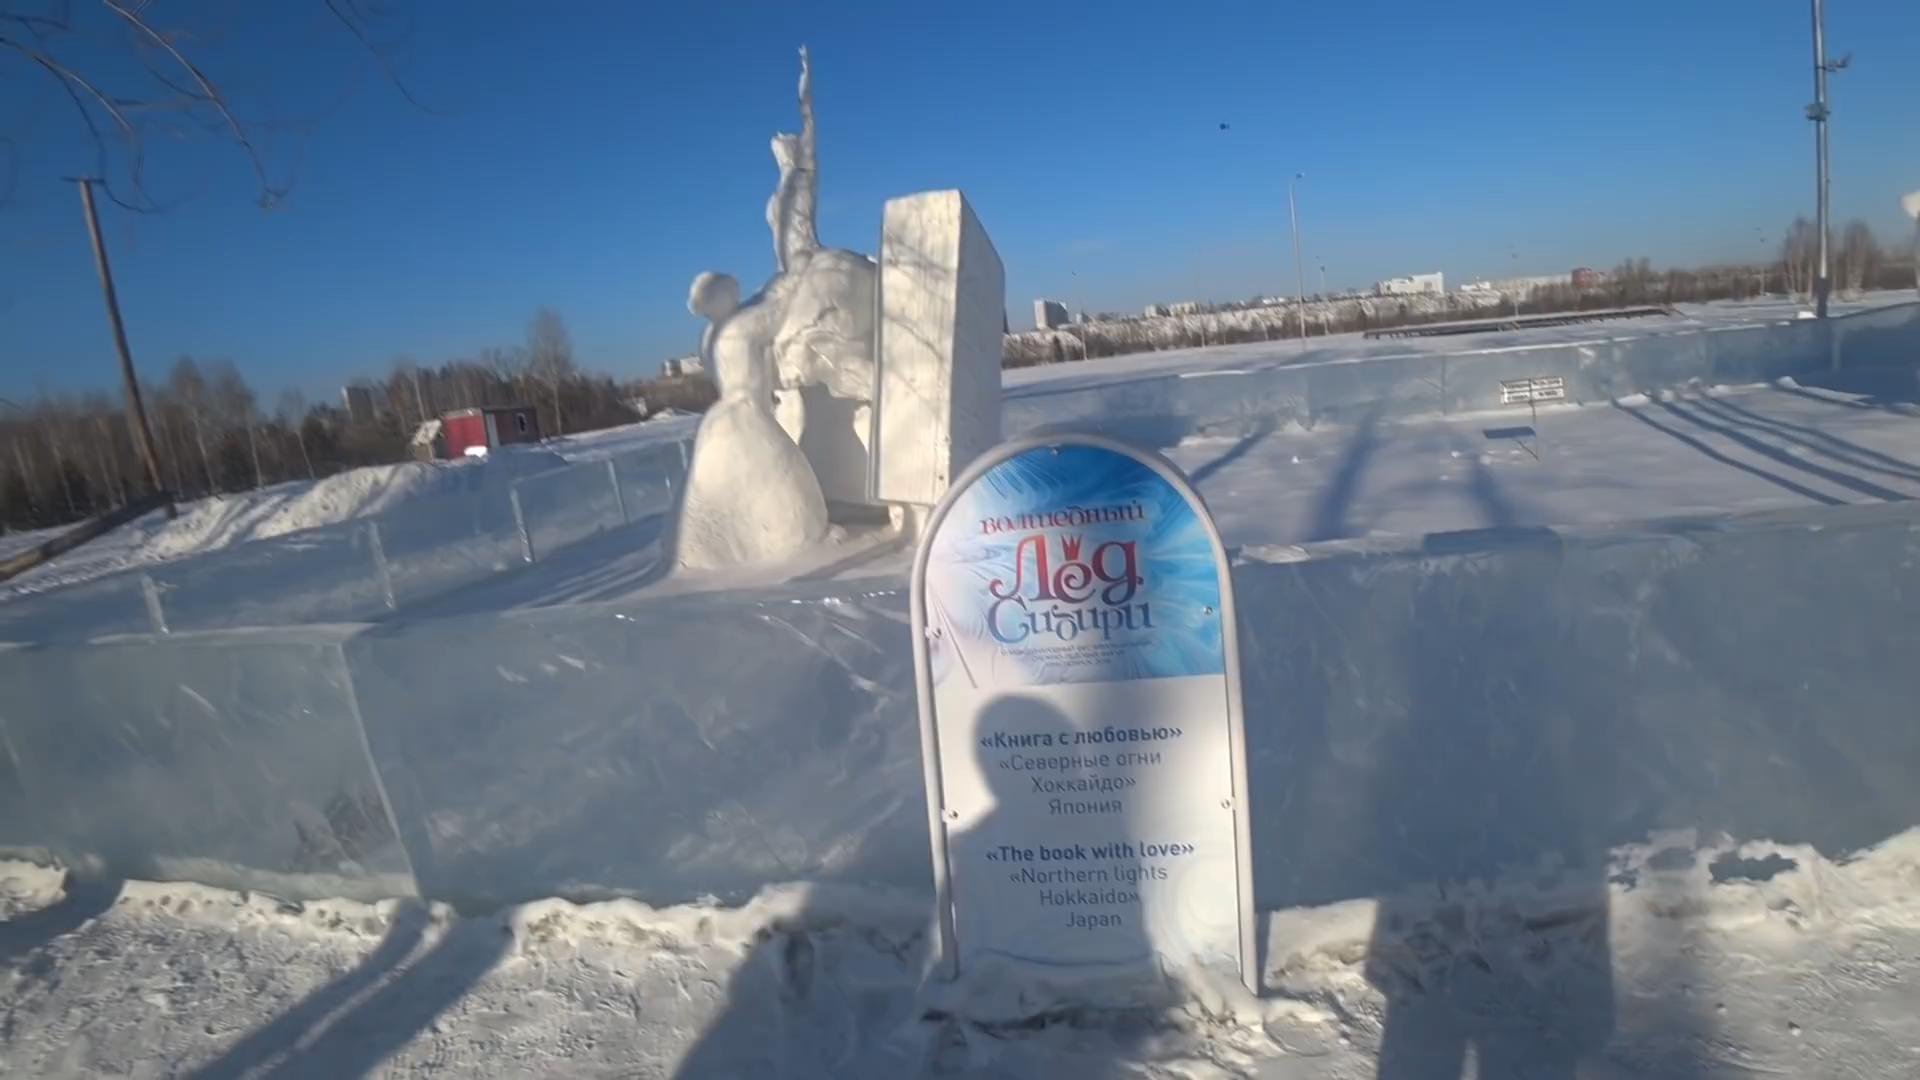 волшебный
Лёд
Сибири
«Книга с любовью»
«Северные огни
Хоккайдо»
Япония
«The book with love»
«Northern lights
Hokkaido»
Japan